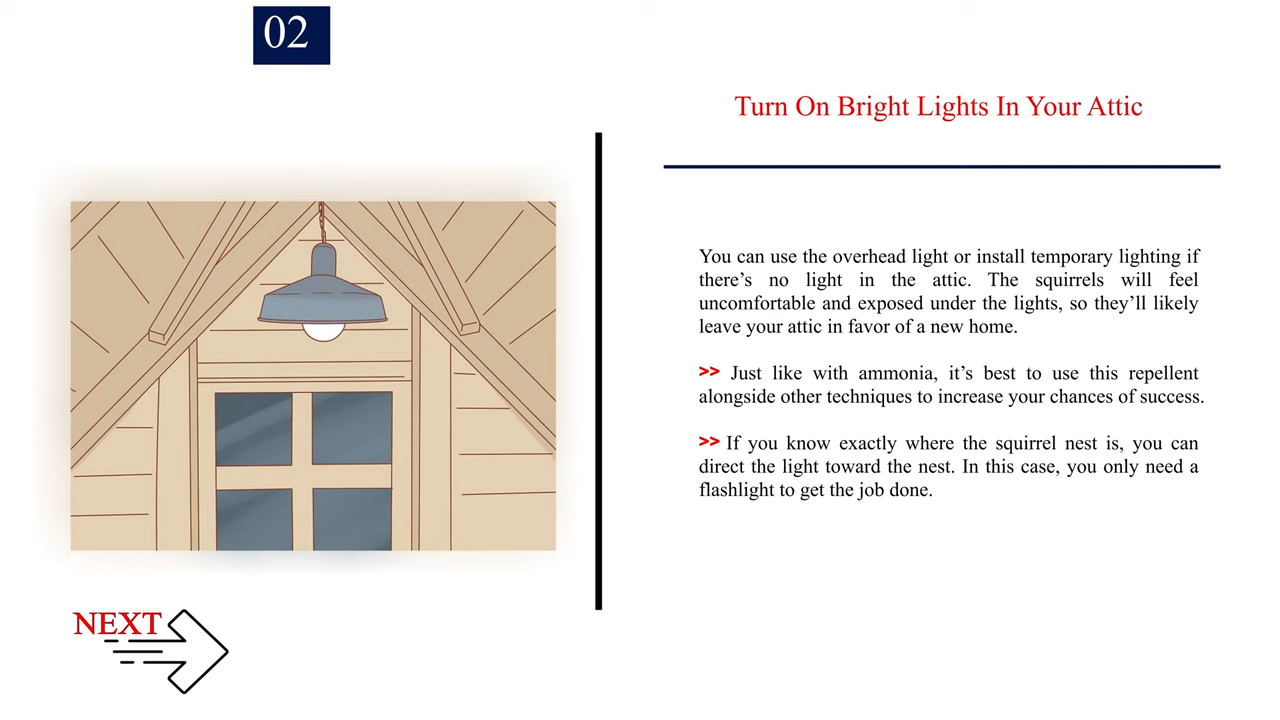 02
Turn On Bright Lights In Your Attic
You can use the overhead light or install temporary lighting if
there’s no light in the attic. The squirrels will feel
uncomfortable and exposed under the lights, so they’ll likely
leave your attic in favor of a new home.
>> Just like with ammonia, it’s best to use this repellent
alongside other techniques to increase your chances of success.
>> If you know exactly where the squirrel nest is, you can
direct the light toward the nest. In this case, you only need a
flashlight to get the job done.
NEXT